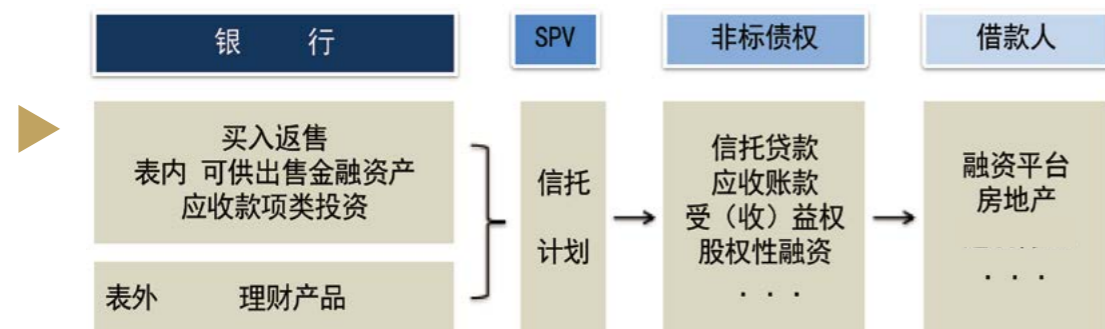 银 行
SPV
非标债权
借款人
买入返售
表内 可供出售金融资产
应收款项类投资
表外 理财产品
信托
计划
信托贷款
应收账款
受（收）益权
股权性融资
· · ·
融资平台
房地产
· · ·